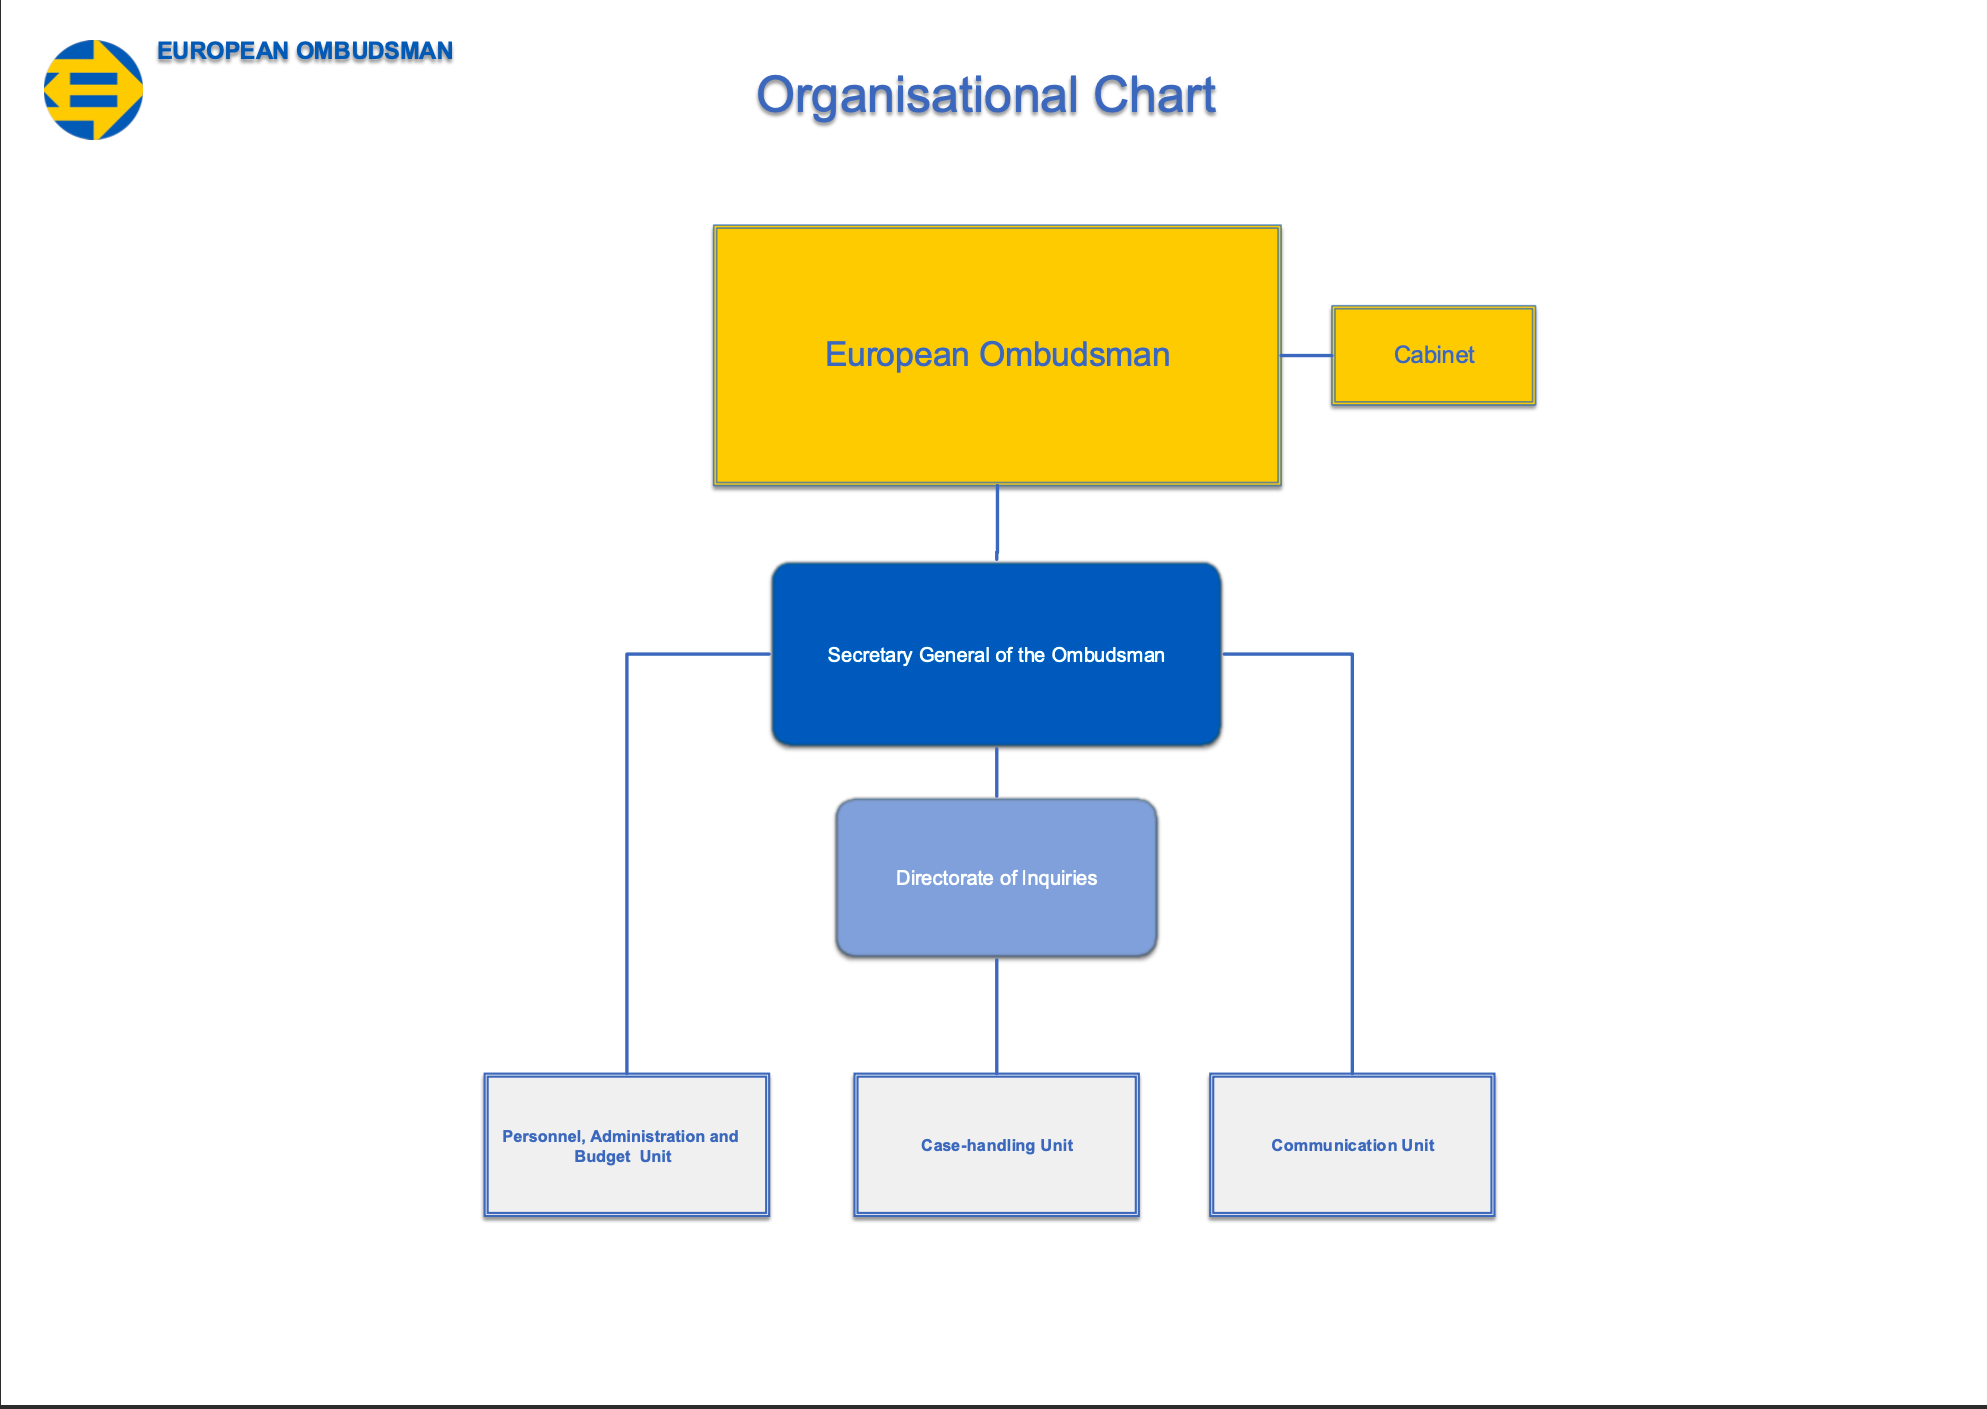 EUROPEAN OMBUDSMAN
Organisational Chart
European Ombudsman
Cabinet
Secretary General of the Ombudsman
Directorate of Inquiries
Personnel, Administration and
Budget  Unit
Case-handling Unit
Communication Unit